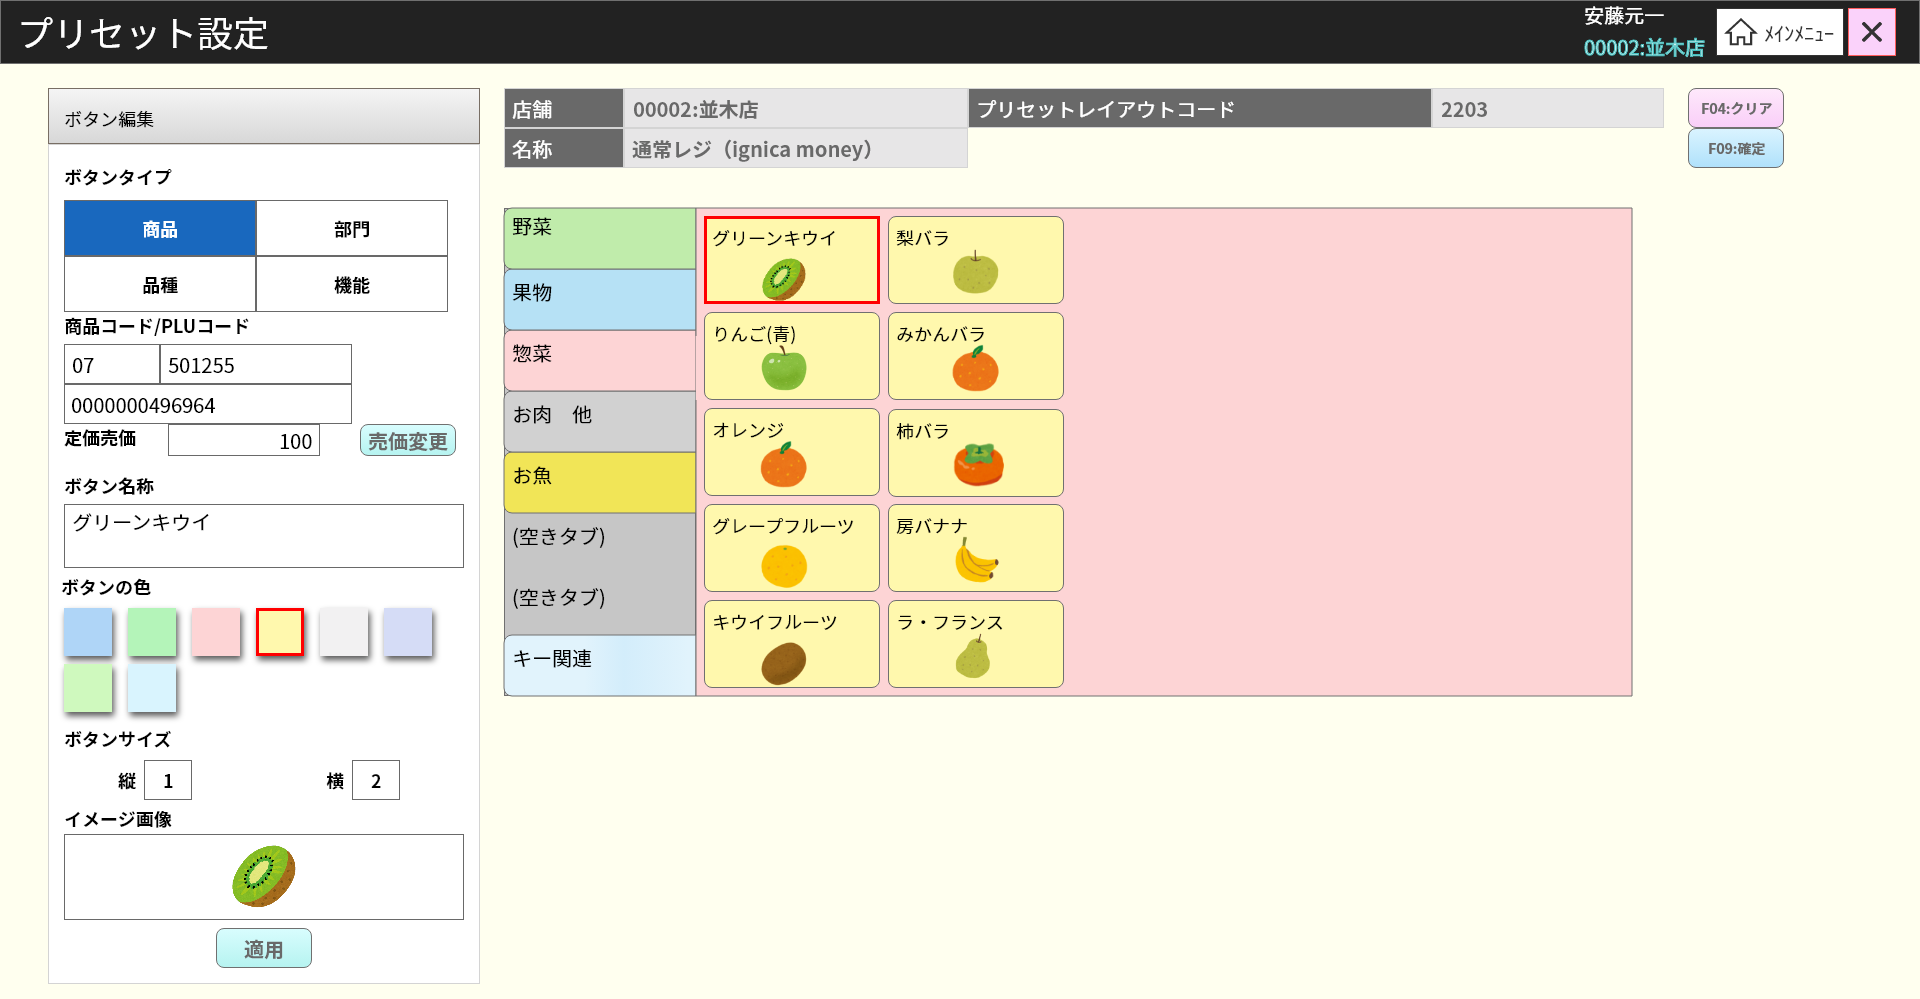 プリセット設定
安藤元一
00002:並木店
ﾒｲﾝﾒﾆｭｰ
ボタン編集
ボタンタイプ
商品
部門
品種
機能
商品コード/PLUコード
07
501255
0000000496964
定価売価
100
売価変更
ボタン名称
グリーンキウイ
ボタンの色
ボタンサイズ
縦
1
横
2
イメージ画像
適用
店舗
00002:並木店
プリセットレイアウトコード
2203
名称
通常レジ（ignica money）
F04:クリア
F09:確定
野菜
果物
惣菜
お肉　他
お魚
(空きタブ)
(空きタブ)
キー関連
グリーンキウイ
梨バラ
りんご(青)
みかんバラ
オレンジ
柿バラ
グレープフルーツ
房バナナ
キウイフルーツ
ラ・フランス